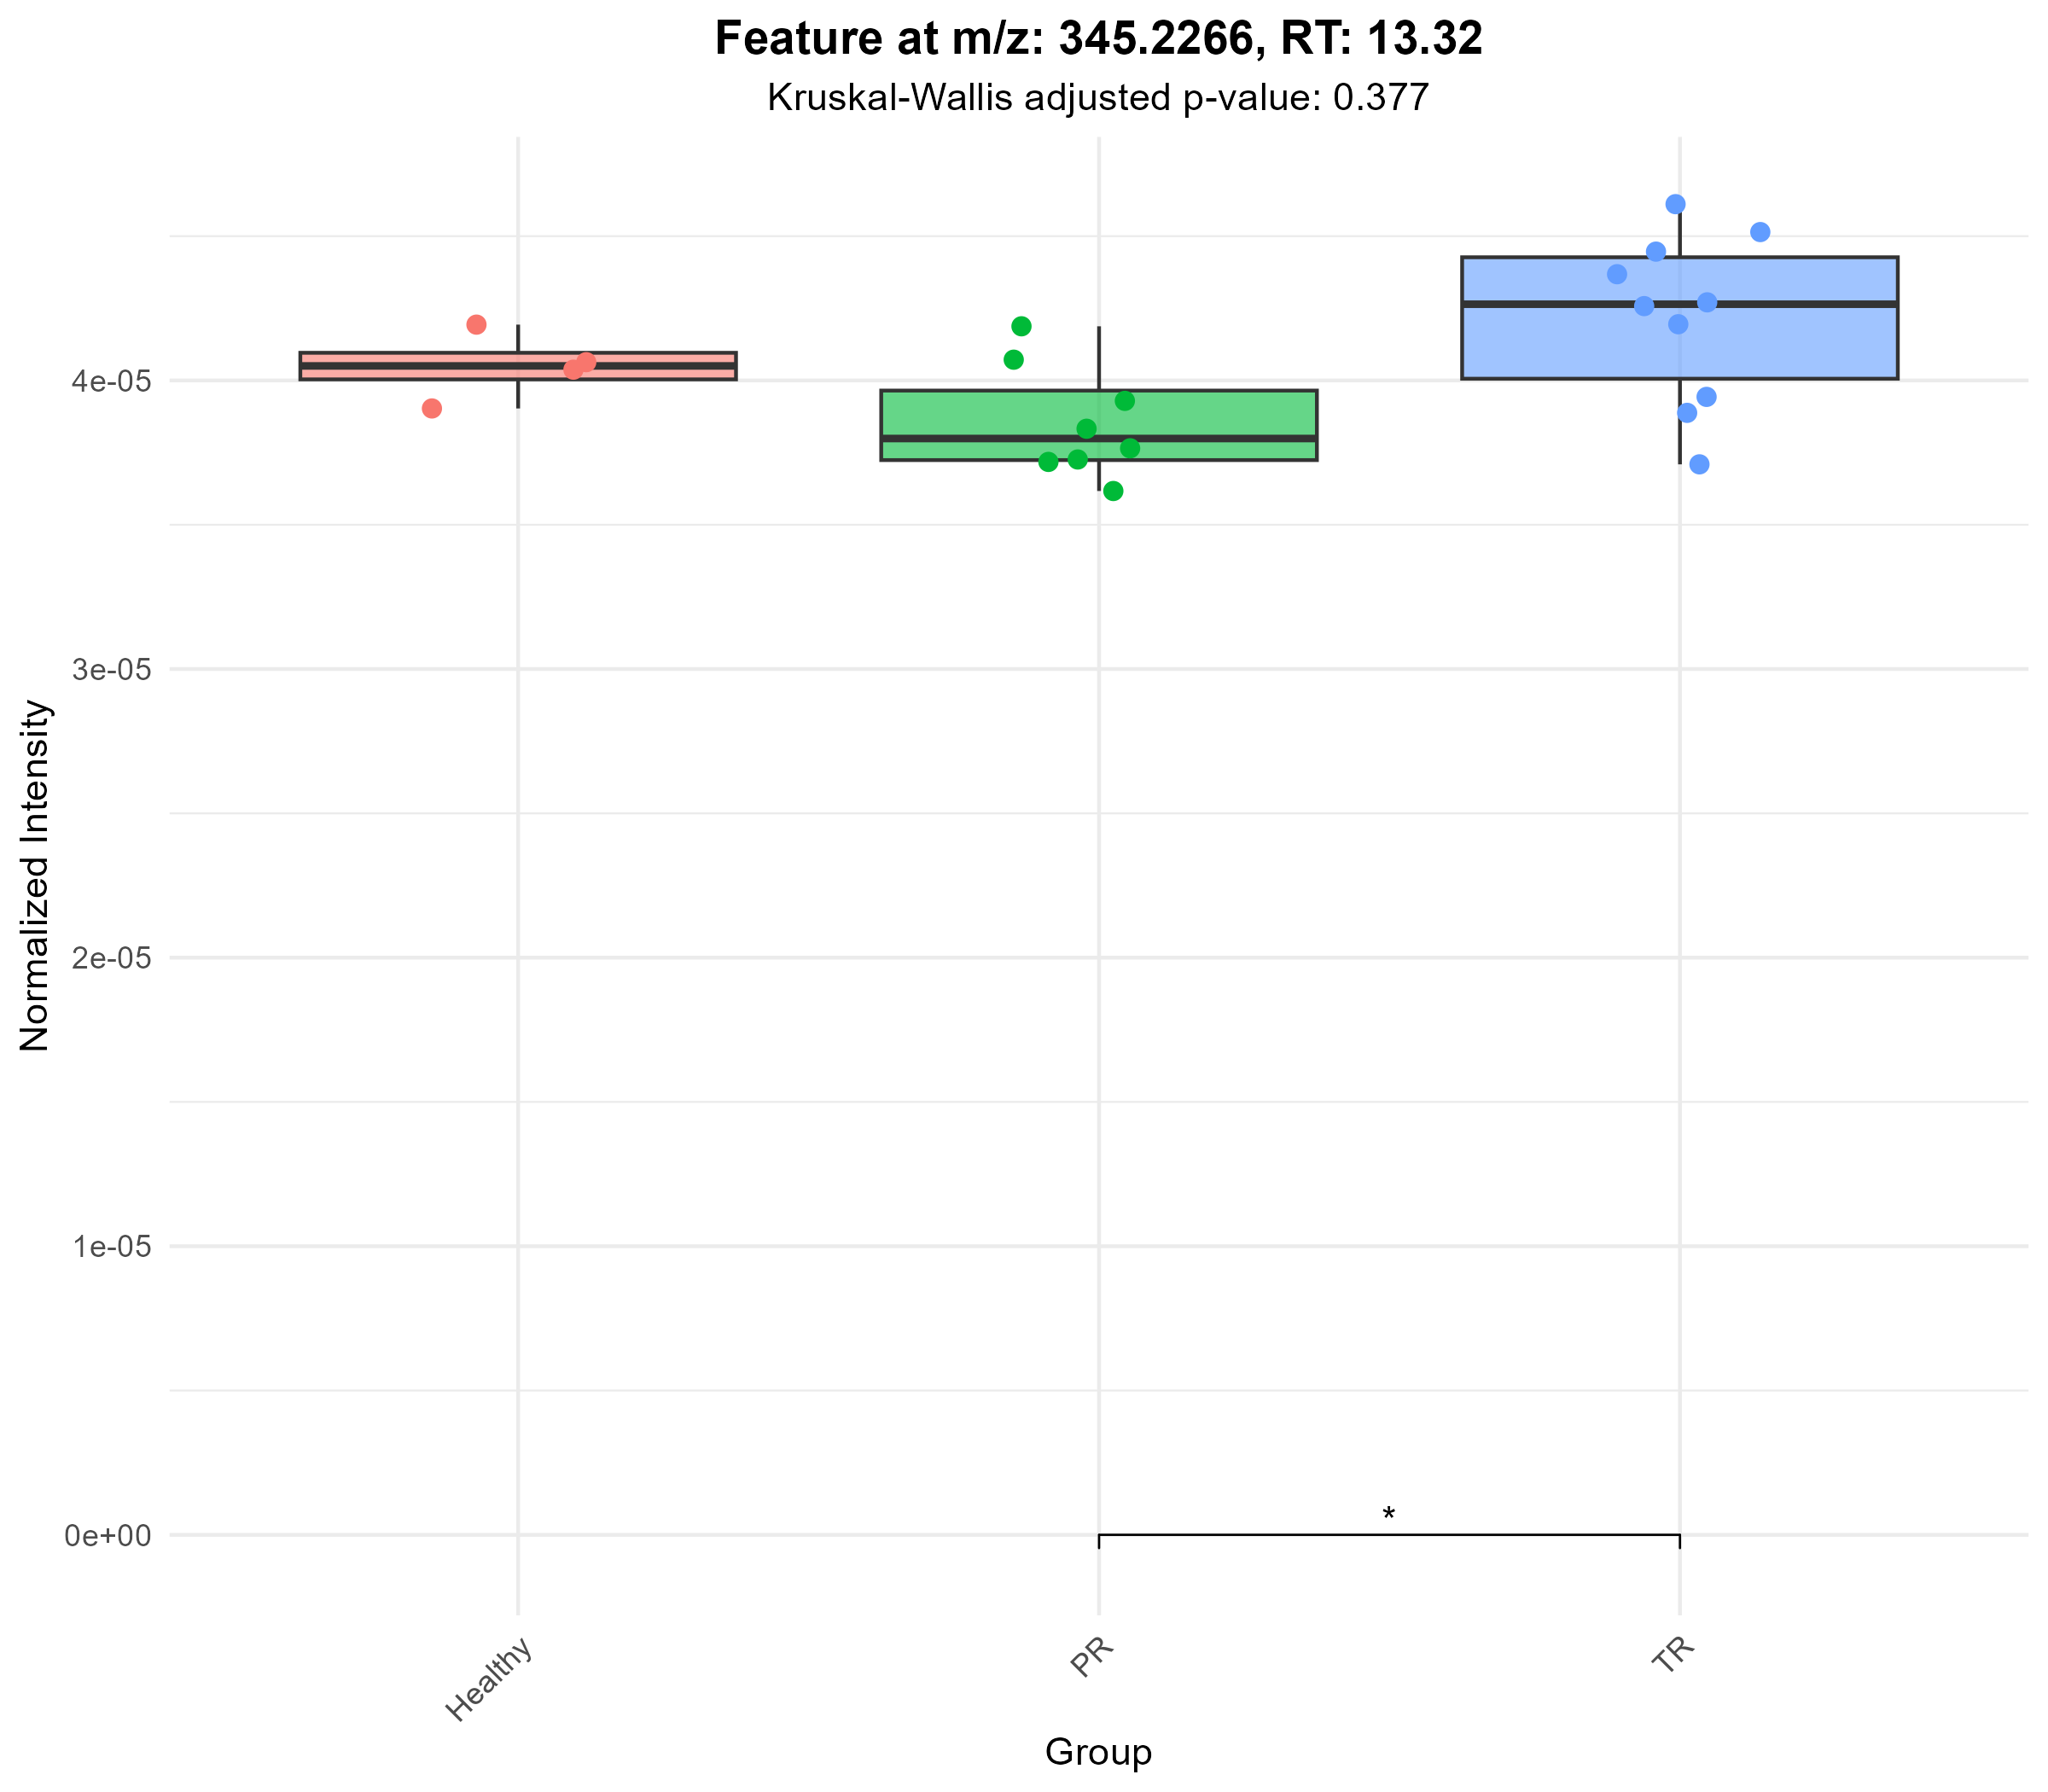 Feature at m/z: 345.2266, RT: 13.32
Kruskal-Wallis adjusted p-value: 0.377
Normalized Intensity
4e-05
3e-05
2e-05
1e-05
0e+00
*
Healthy
PR
TR
Group